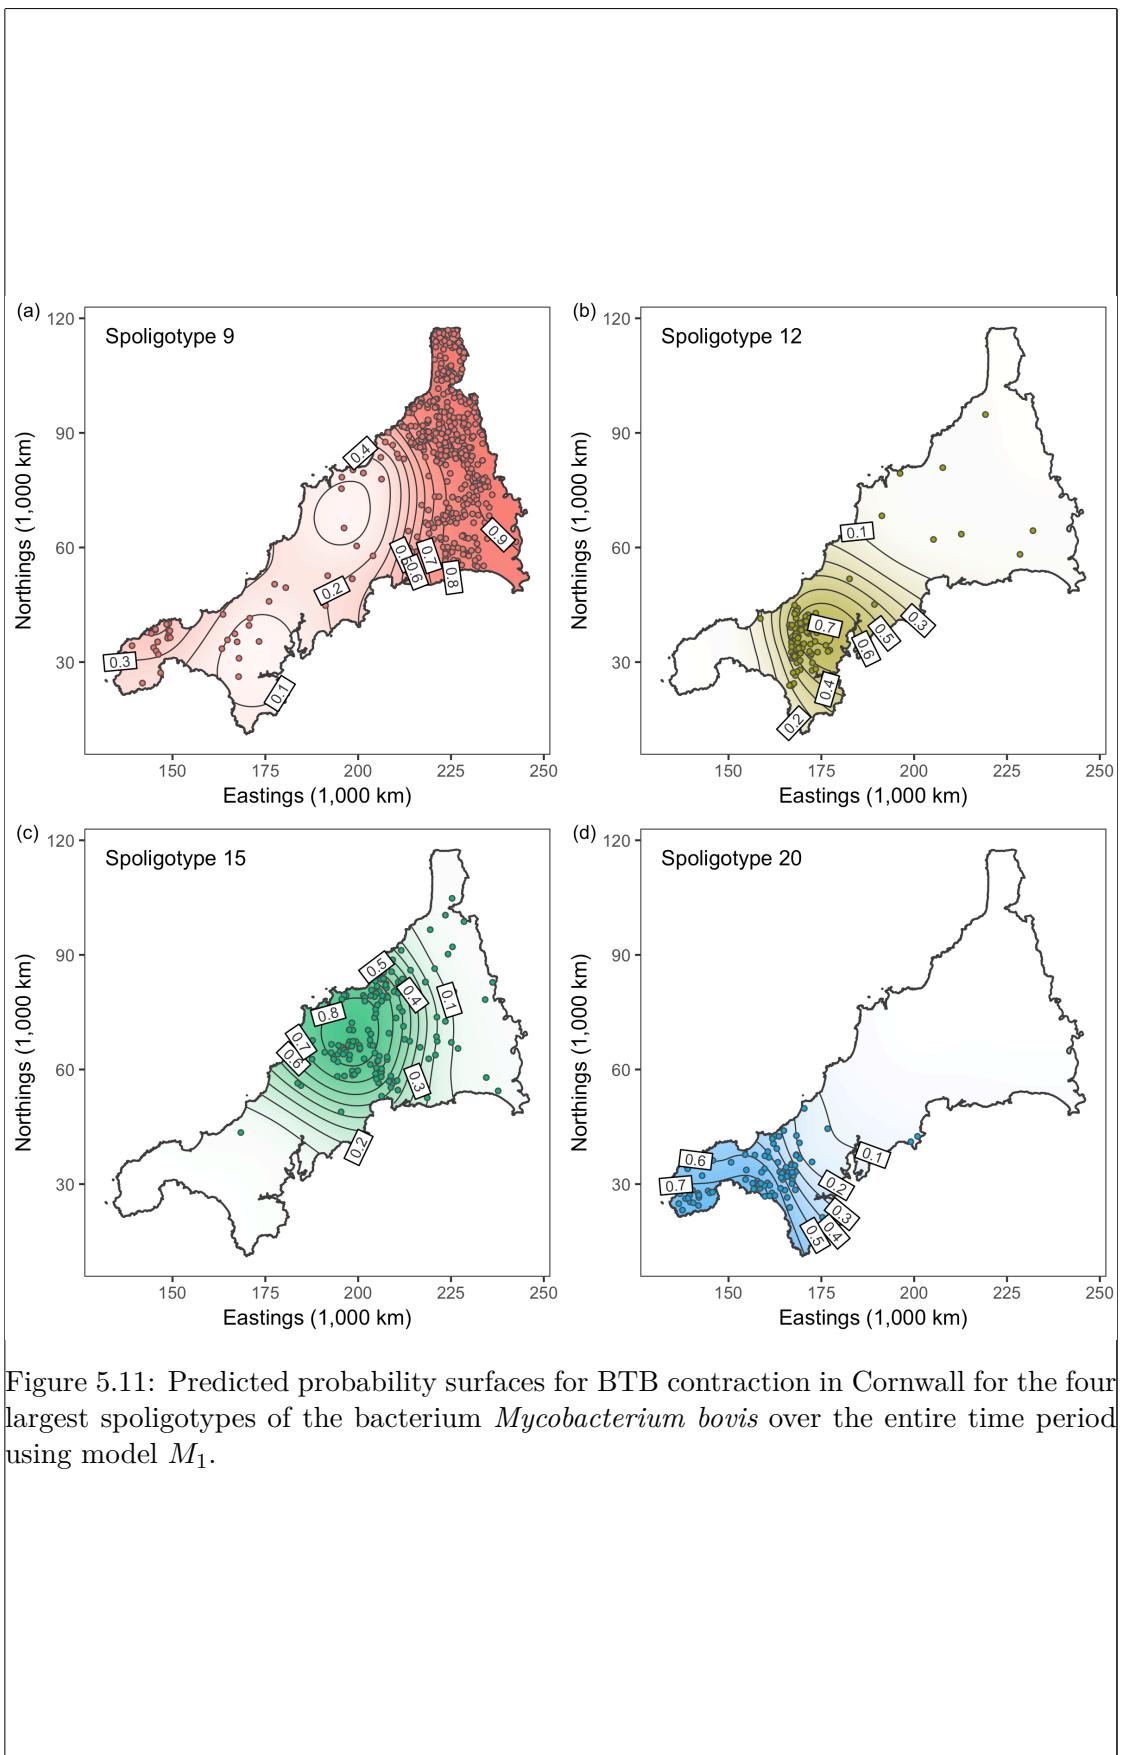 (a)
Spoligotype 9
120
90
60
30
Northings (1,000 km)
0.4
0.9
0.7
0.6
0.8
0.2
0.3
0.1
150 175 200 225 250
Eastings (1,000 km)
(b)
Spoligotype 12
120
90
60
30
Northings (1,000 km)
0.1
0.7
0.3
0.5
0.6
0.4
0.2
150 175 200 225 250
Eastings (1,000 km)
(c)
Spoligotype 15
120
90
60
30
Northings (1,000 km)
0.5
0.4
0.1
0.8
0.7
0.6
0.3
0.2
150 175 200 225 250
Eastings (1,000 km)
(d)
Spoligotype 20
120
90
60
30
Northings (1,000 km)
0.6
0.7
0.1
0.2
0.3
0.4
0.5
150 175 200 225 250
Eastings (1,000 km)
Figure 5.11: Predicted probability surfaces for BTB contraction in Cornwall for the four
largest spoligotypes of the bacterium Mycobacterium bovis over the entire time period
using model M₁.